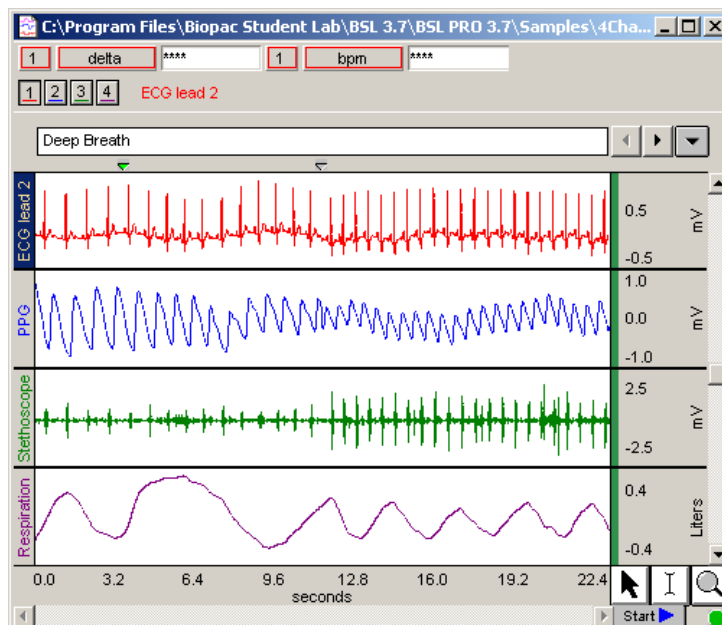 C:\Program Files\Biopac Student Lab\BSL 3.7\BSL PRO 3.7\Samples\4Cha...
1 delta **** 1 bpm ****
1 2 3 4 ECG lead 2
Deep Breath
ECG lead 2
0.5
-0.5
mV
PPG
1.0
0.0
-1.0
mV
Stethoscope
2.5
-2.5
mV
Respiration
0.4
-0.4
Liters
0.0 3.2 6.4 9.6 12.8 16.0 19.2 22.4
seconds
Start